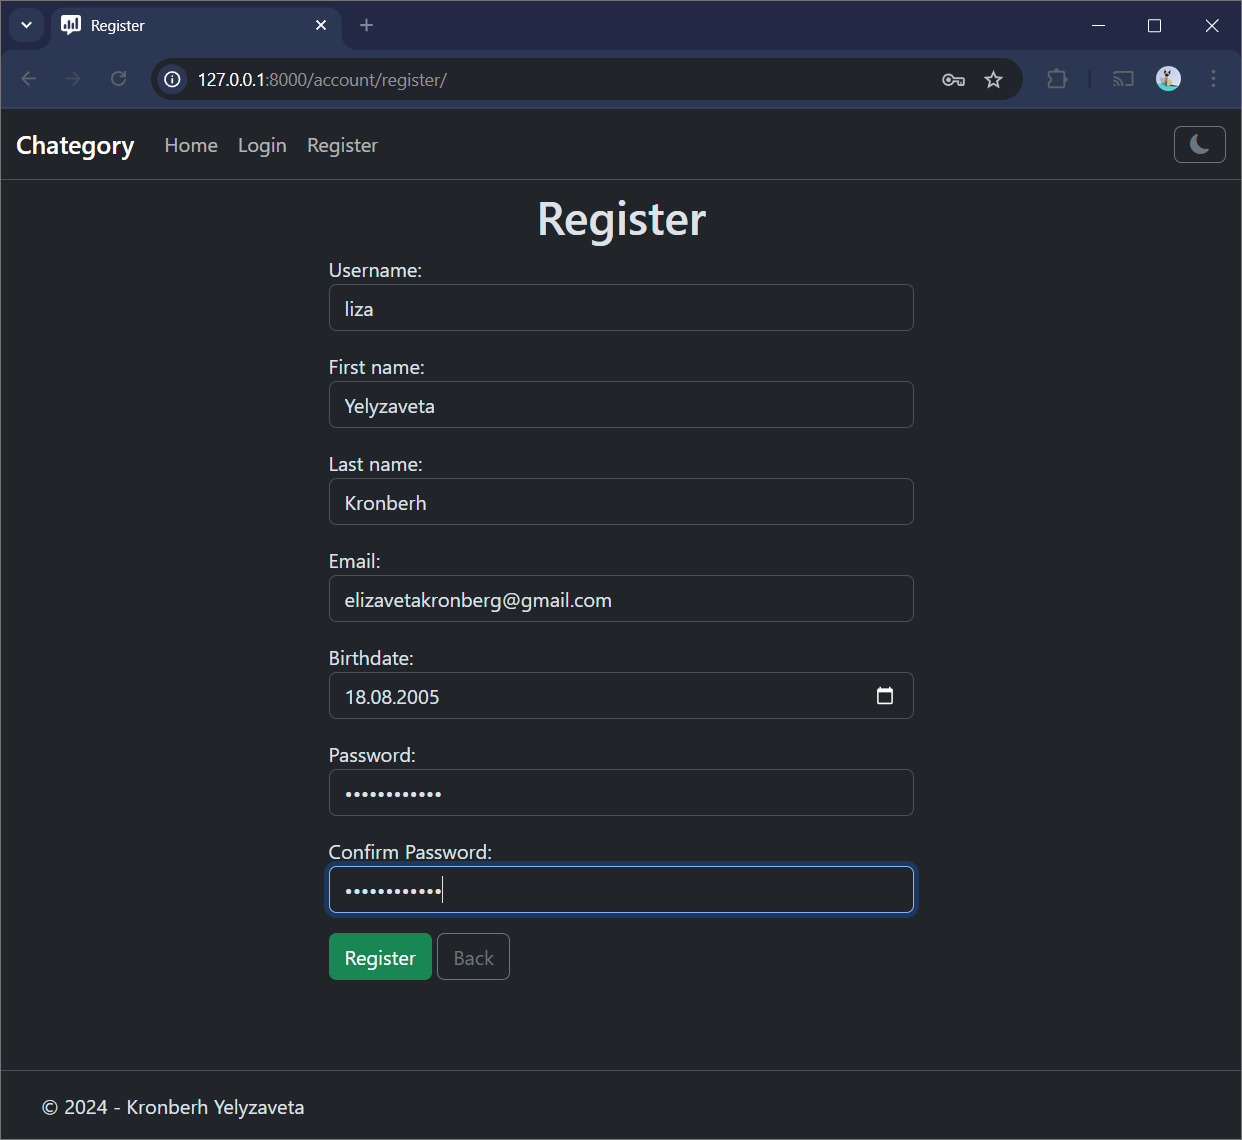 Register
127.0.0.1:8000/account/register/
Chategory Home Login Register
Register
Username:
liza
First name:
Yelyzaveta
Last name:
Kronberh
Email:
elizavetakronberg@gmail.com
Birthdate:
18.08.2005
Password:
••••••••••••
Confirm Password:
••••••••••••
Register Back
© 2024 - Kronberh Yelyzaveta